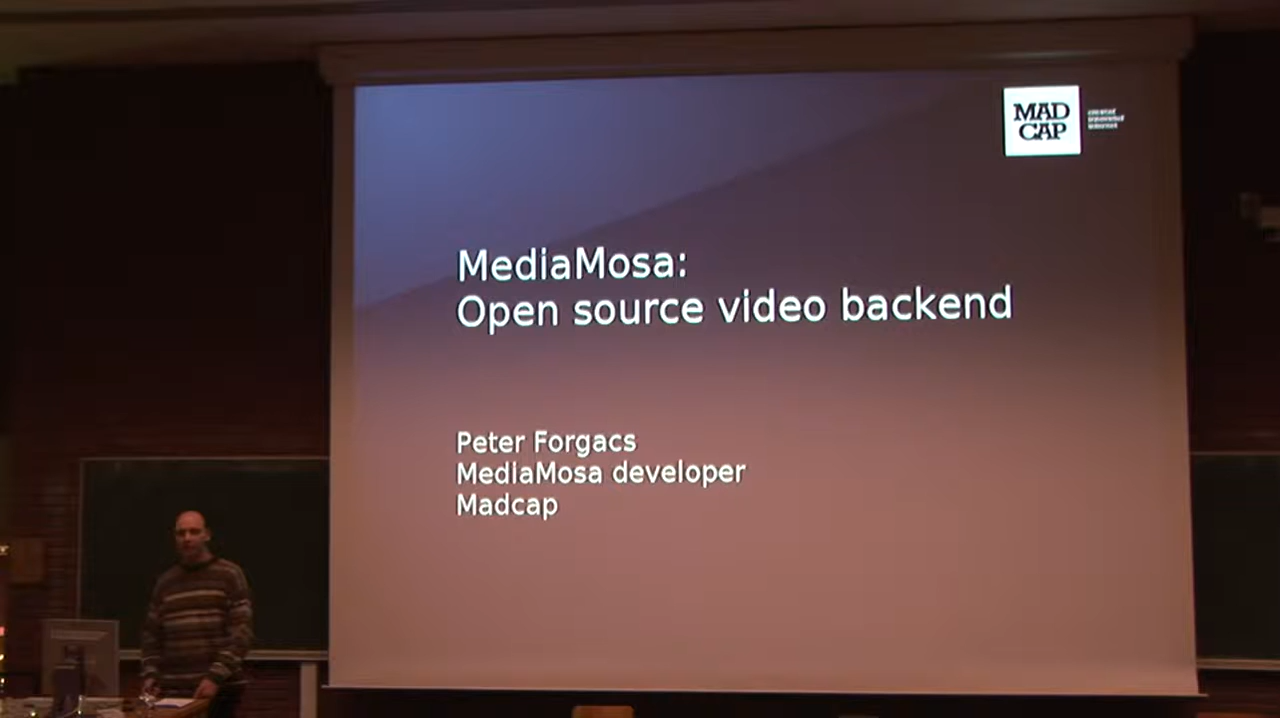 MAD
CAP
MediaMosa:
Open source video backend
Peter Forgacs
MediaMosa developer
Madcap